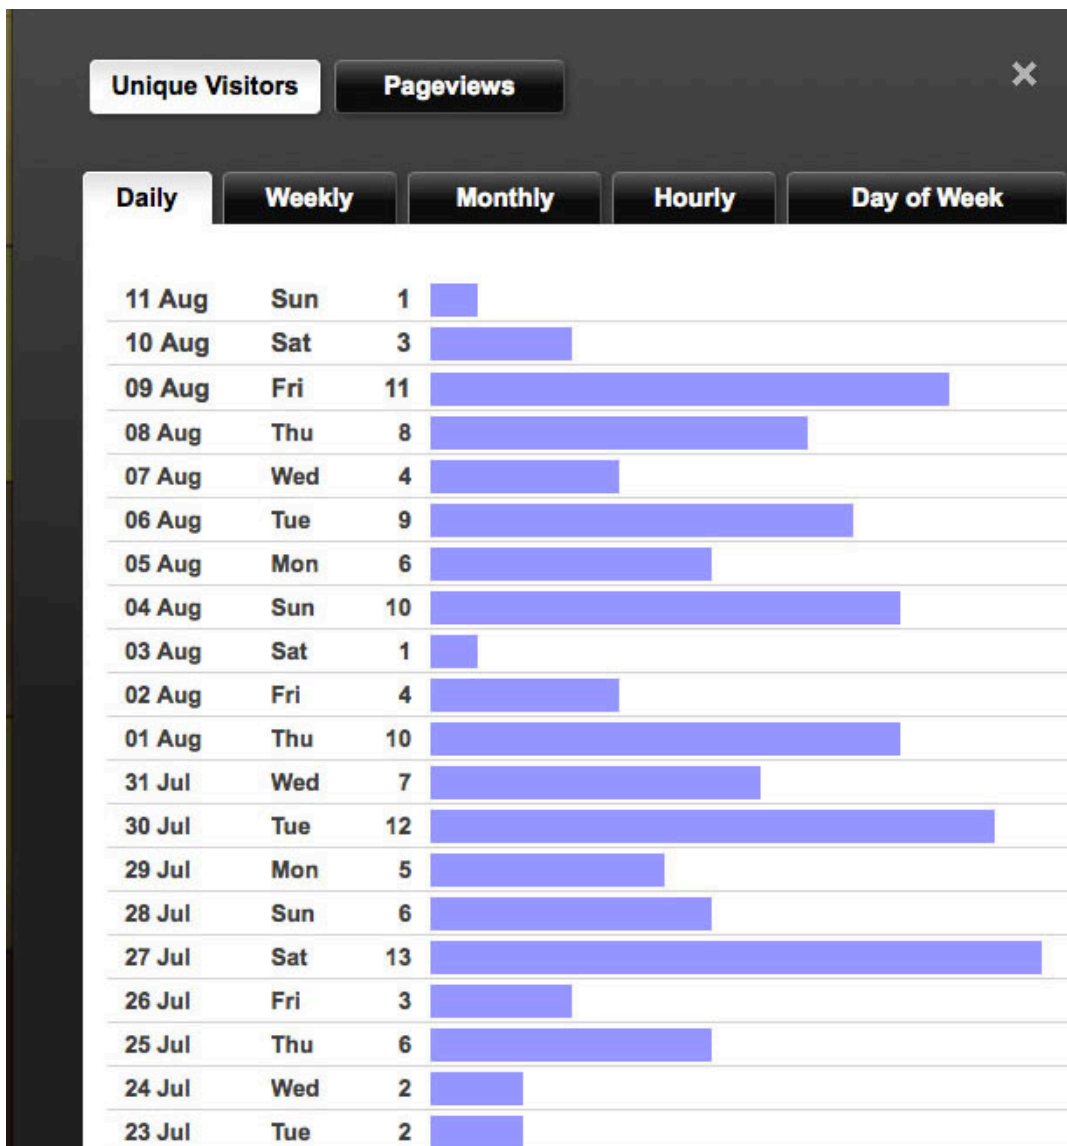 Unique Visitors Pageviews ×
Daily Weekly Monthly Hourly Day of Week
11 Aug Sun 1
10 Aug Sat 3
09 Aug Fri 11
08 Aug Thu 8
07 Aug Wed 4
06 Aug Tue 9
05 Aug Mon 6
04 Aug Sun 10
03 Aug Sat 1
02 Aug Fri 4
01 Aug Thu 10
31 Jul Wed 7
30 Jul Tue 12
29 Jul Mon 5
28 Jul Sun 6
27 Jul Sat 13
26 Jul Fri 3
25 Jul Thu 6
24 Jul Wed 2
23 Jul Tue 2